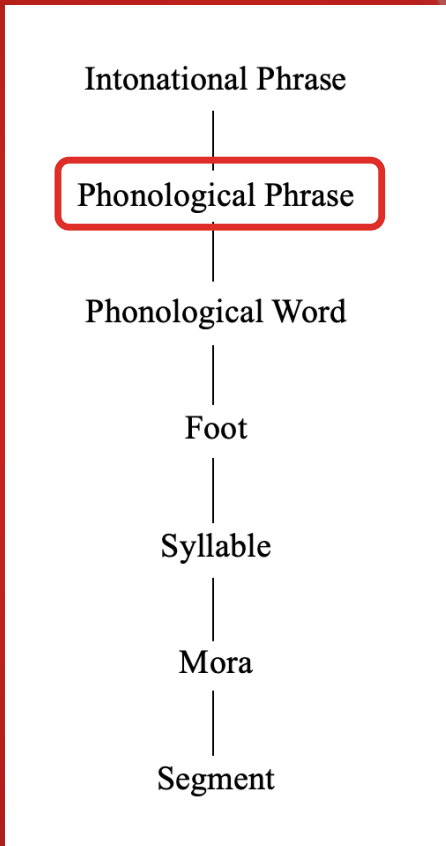 Intonational Phrase
Phonological Phrase
Phonological Word
Foot
Syllable
Mora
Segment